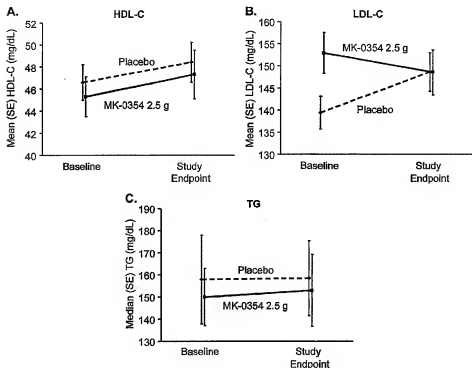 A.
HDL-C
Mean (SE) HDL-C (mg/dL)
52
50
48
46
44
42
40
Placebo
MK-0354 2.5 g
Baseline
Study
Endpoint
B.
LDL-C
Mean (SE) LDL-C (mg/dL)
160
155
150
145
140
135
130
MK-0354 2.5 g
Placebo
Baseline
Study
Endpoint
C.
TG
Median (SE) TG (mg/dL)
190
180
170
160
150
140
130
Placebo
MK-0354 2.5 g
Baseline
Study
Endpoint